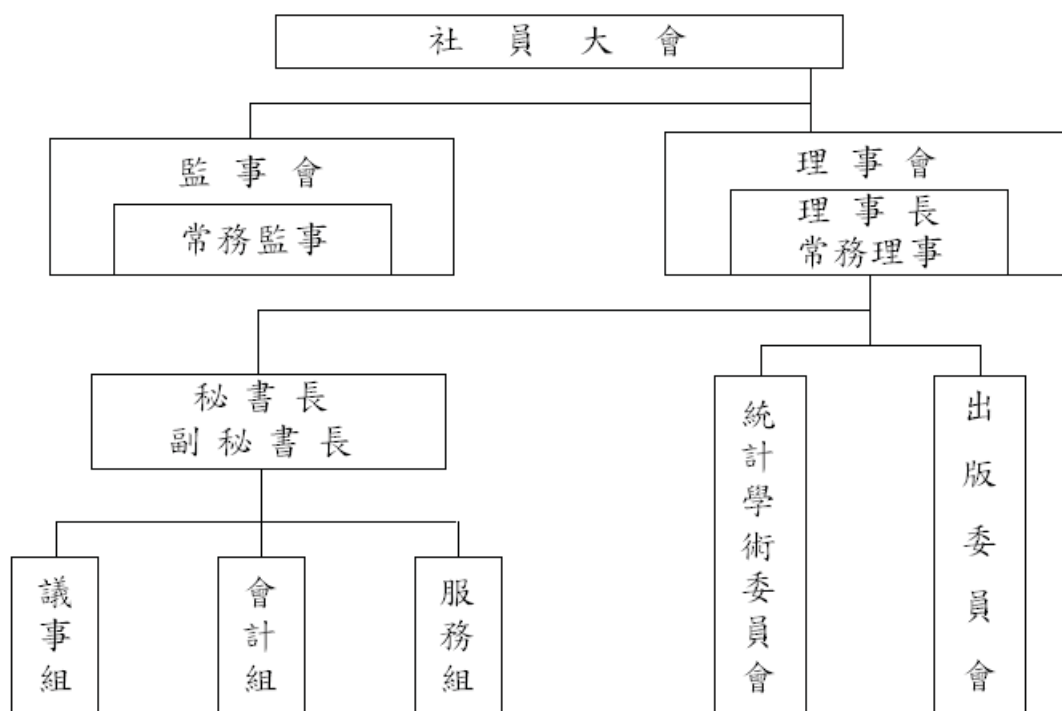 社員大會
監事會
常務監事
理事會
理事長
常務理事
秘書長
副秘書長
統計學術委員會
出版委員會
議事組
會計組
服務組